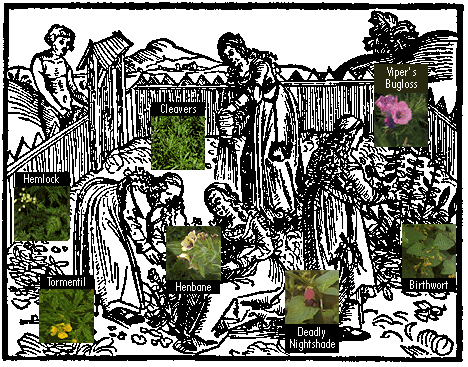 Viper's
Bugloss
Cleavers
Hemlock
Tormentil
Henbane
Deadly
Nightshade
Birthwort